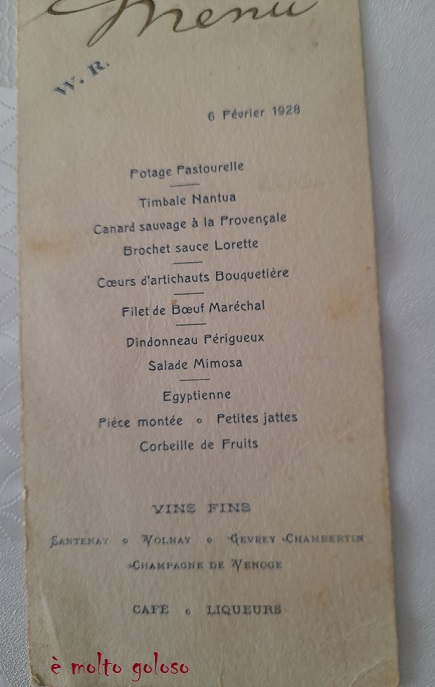 Menu
W. R.
6 Février 1928
Potage Pastourelle
Timbale Nantua
Canard sauvage à la Provençale
Brochet sauce Lorette
Cœurs d'artichauts Bouquetiére
Filet de Bœuf Maréchal
Dindonneau Périgueux
Salade Mimosa
Egyptienne
Piéce montée o Petites jattes
Corbeille de Fruits
VINS FINS
SANTENAY o VOLNAY o GEVREY-CHAMBERTIN
CHAMPAGNE DE VENOGE
CAFÉ o LIQUEURS
è molto goloso